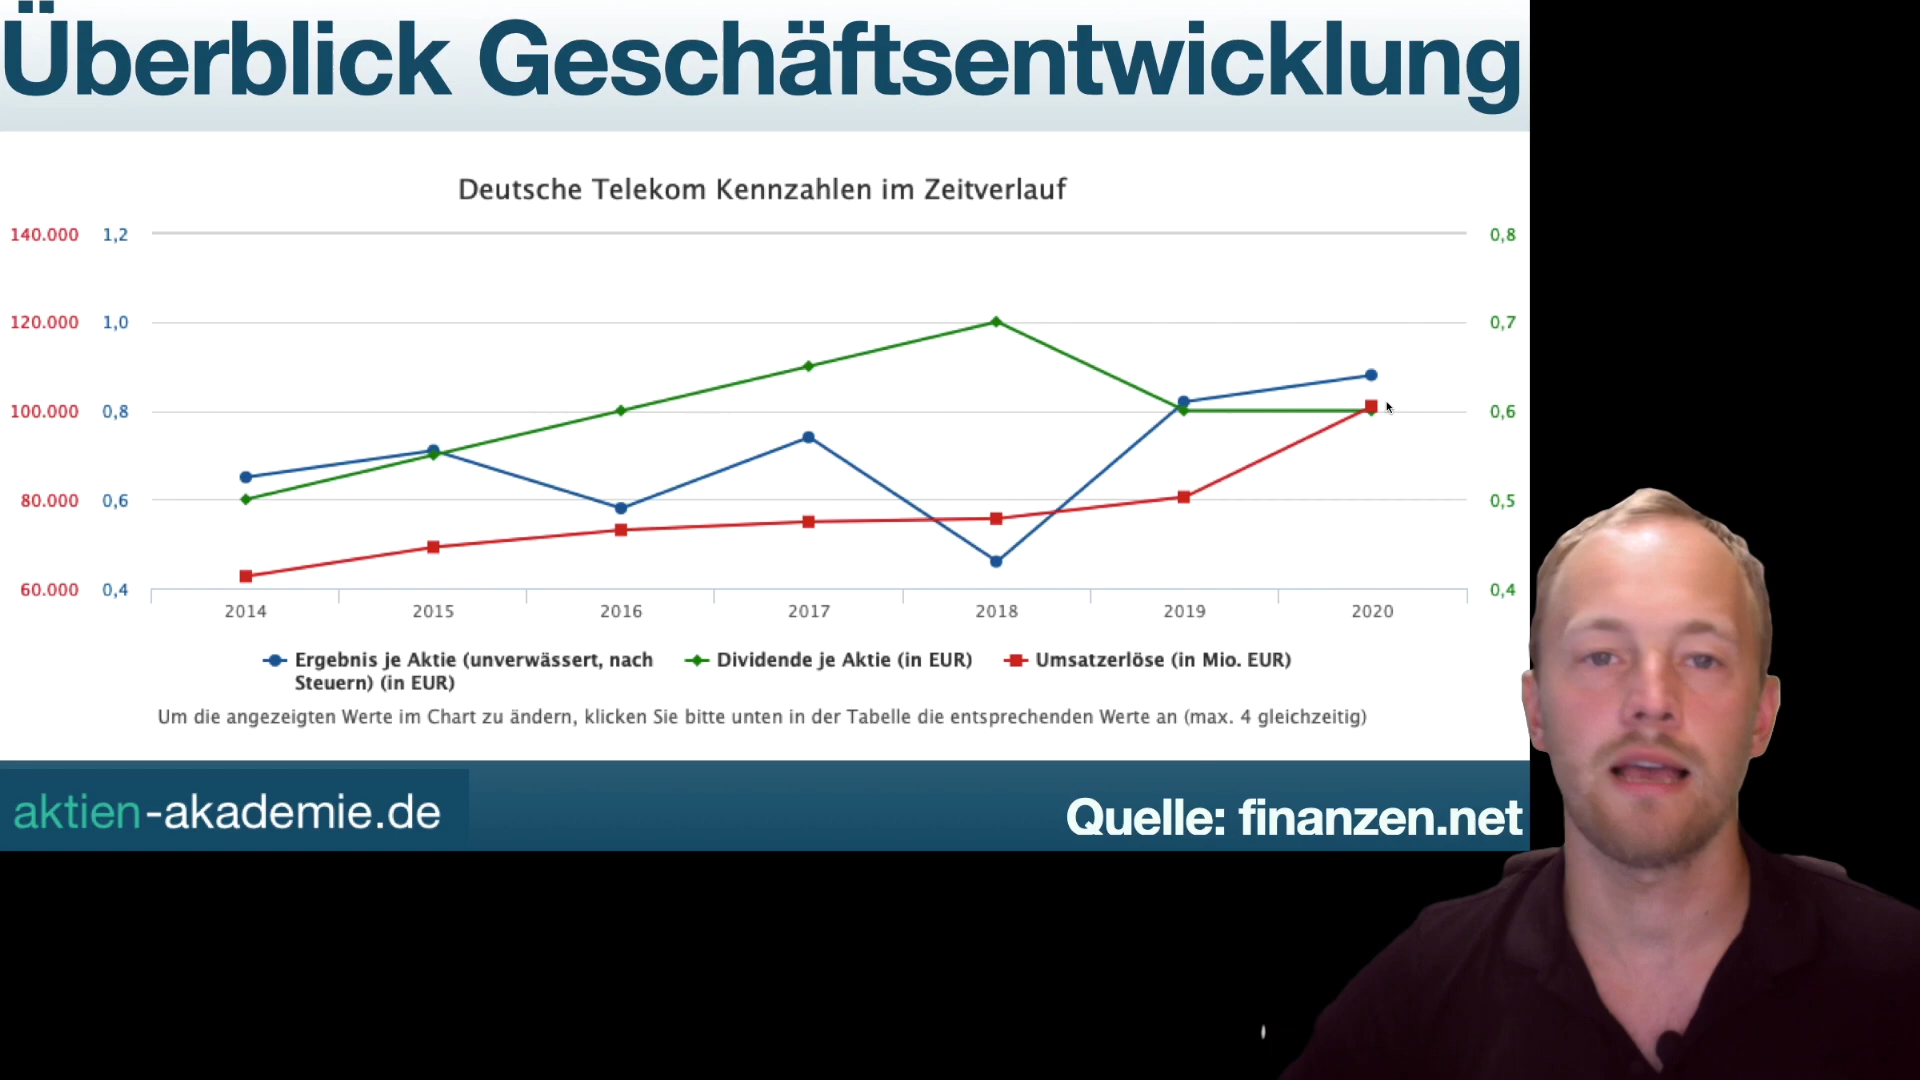 Überblick Geschäftsentwicklung
Deutsche Telekom Kennzahlen im Zeitverlauf
140.000 1,2 0,8
120.000 1,0 0,7
100.000 0,8 0,6
80.000 0,6 0,5
60.000 0,4 0,4
2014 2015 2016 2017 2018 2019 2020
Ergebnis je Aktie (unverwässert, nach Steuern) (in EUR)
Dividende je Aktie (in EUR)
Umsatzerlöse (in Mio. EUR)
Um die angezeigten Werte im Chart zu ändern, klicken Sie bitte unten in der Tabelle die entsprechenden Werte an (max. 4 gleichzeitig)
aktien-akademie.de
Quelle: finanzen.net